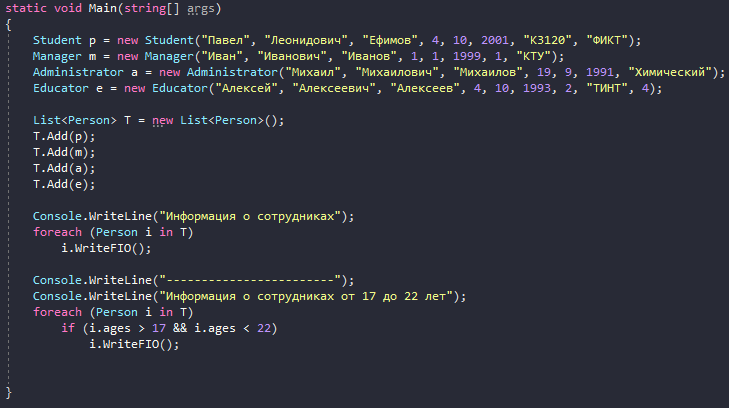 static void Main(string[] args)
{
    Student p = new Student("Павел", "Леонидович", "Ефимов", 4, 10, 2001, "К3120", "ФИКТ");
    Manager m = new Manager("Иван", "Иванович", "Иванов", 1, 1, 1999, 1, "КТУ");
    Administrator a = new Administrator("Михаил", "Михаилович", "Михаилов", 19, 9, 1991, "Химический");
    Educator e = new Educator("Алексей", "Алексеевич", "Алексеев", 4, 10, 1993, 2, "ТИНТ", 4);
    List<Person> T = new List<Person>();
    T.Add(p);
    T.Add(m);
    T.Add(a);
    T.Add(e);
    Console.WriteLine("Информация о сотрудниках");
    foreach (Person i in T)
        i.WriteFIO();
    Console.WriteLine("------------------------");
    Console.WriteLine("Информация о сотрудниках от 17 до 22 лет");
    foreach (Person i in T)
        if (i.ages > 17 && i.ages < 22)
            i.WriteFIO();
}